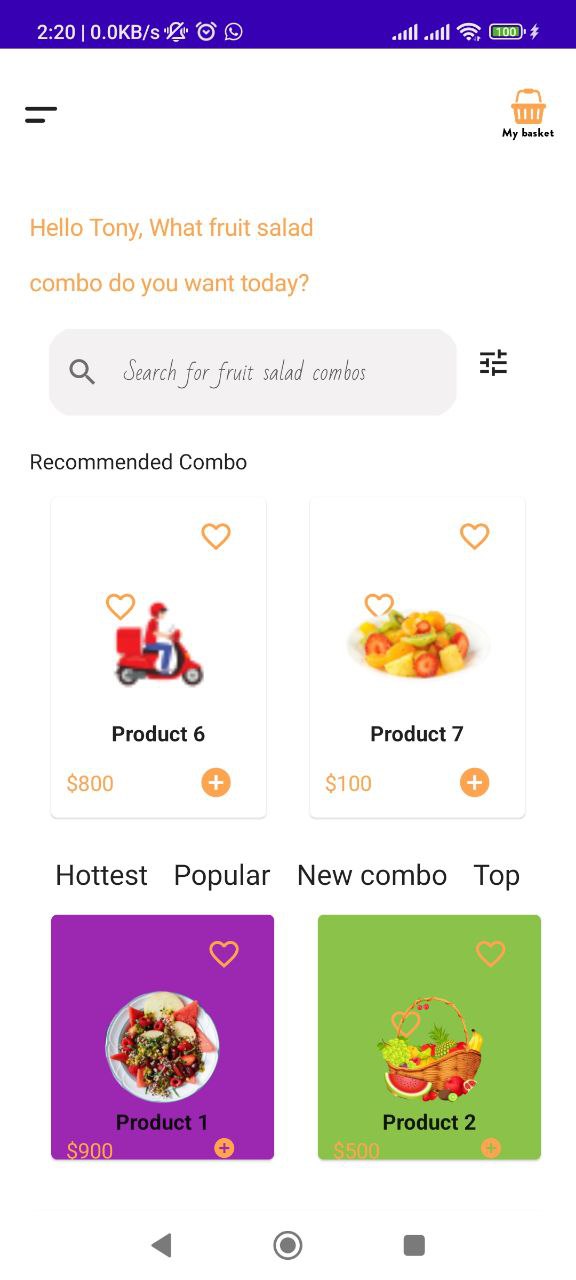 2:20 | 0.0KB/s
100
My basket
Hello Tony, What fruit salad
combo do you want today?
Search for fruit salad combos
Recommended Combo
Product 6
Product 7
$800
$100
Hottest Popular New combo Top
Product 1
Product 2
$900
$500